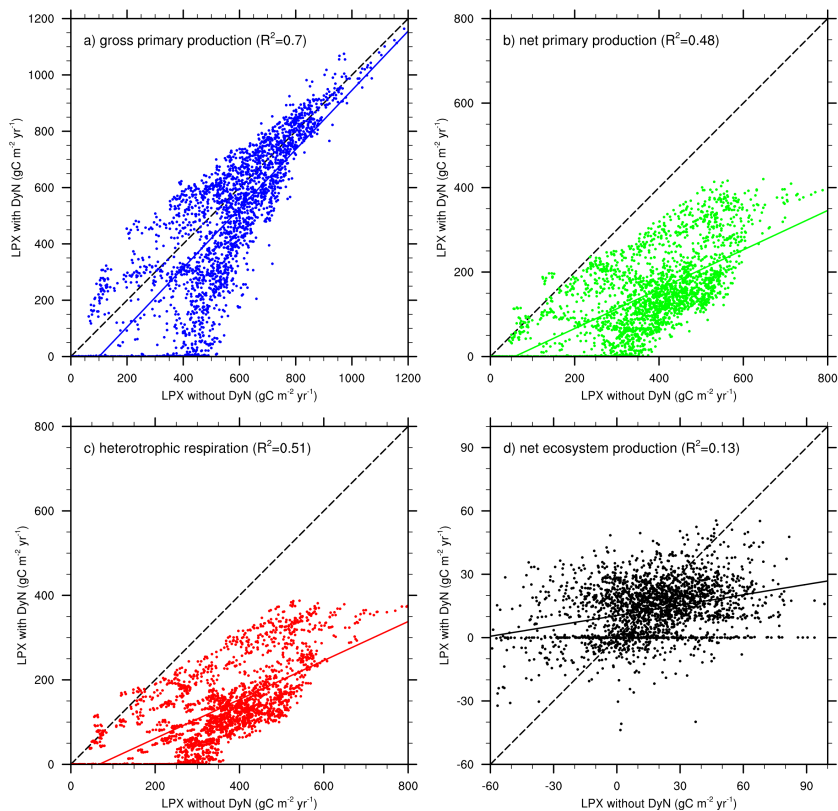 a) gross primary production (R²=0.7)
1200
1000
800
600
400
200
0
0 200 400 600 800 1000 1200
LPX with DyN (gC m⁻² yr⁻¹)
LPX without DyN (gC m⁻² yr⁻¹)
b) net primary production (R²=0.48)
800
600
400
200
0
0 200 400 600 800
LPX with DyN (gC m⁻² yr⁻¹)
LPX without DyN (gC m⁻² yr⁻¹)
c) heterotrophic respiration (R²=0.51)
800
600
400
200
0
0 200 400 600 800
LPX with DyN (gC m⁻² yr⁻¹)
LPX without DyN (gC m⁻² yr⁻¹)
d) net ecosystem production (R²=0.13)
90
60
30
0
-30
-60
-60 -30 0 30 60 90
LPX with DyN (gC m⁻² yr⁻¹)
LPX without DyN (gC m⁻² yr⁻¹)